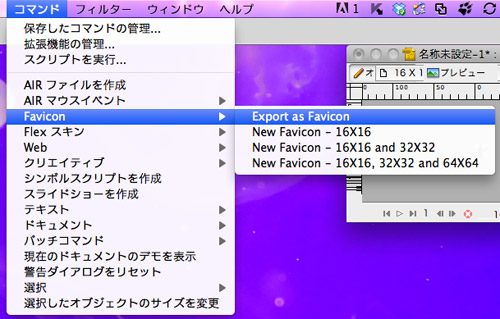 コマンド フィルター ウィンドウ ヘルプ 1
保存したコマンドの管理...
拡張機能の管理...
スクリプトを実行...
AIR ファイルを作成
AIR マウスイベント
Favicon
Flex スキン
Web
クリエイティブ
シンボルスクリプトを作成
スライドショーを作成
テキスト
ドキュメント
バッチコマンド
現在のドキュメントのデモを表示
警告ダイアログをリセット
選択
選択したオブジェクトのサイズを変更
Export as Favicon
New Favicon - 16X16
New Favicon - 16X16 and 32X32
New Favicon - 16X16, 32X32 and 64X64
名称未設定-1* :
オ 16 X 1 プレビュー
100 50 0
1